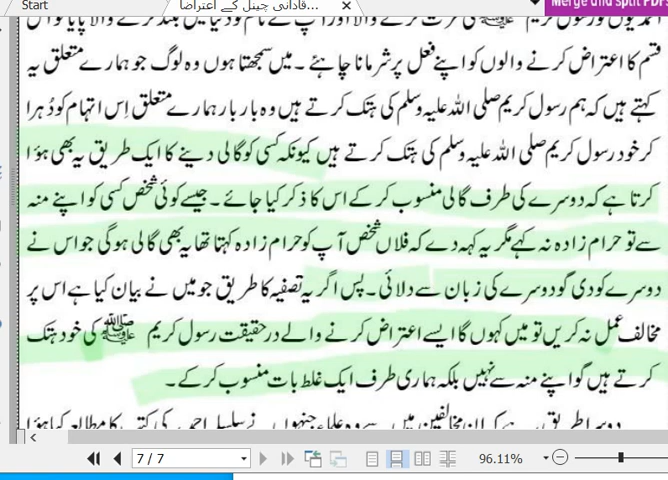 Start
قادانی چینل کے اعتراضا...
Merge and Split PDFs
قسم کا اعتراض کرنے والوں کو اپنے فعل پر شرمانا چاہئے ۔ میں سمجھتا ہوں وہ لوگ جو ہمارے متعلق یہ
کہتے ہیں کہ ہم رسول کریم صلی اللہ علیہ وسلم کی ہتک کرتے ہیں وہ بار بار ہمارے متعلق اِس اتہام کو دُہرا
کر خود رسول کریم صلی اللہ علیہ وسلم کی ہتک کرتے ہیں کیونکہ کسی کو گالی دینے کا ایک طریق یہ بھی ہؤا
کرتا ہے کہ دوسرے کی طرف گالی منسوب کر کے اس کا ذکر کیا جائے ۔ جیسے کوئی شخص کسی کو اپنے منہ
سے تو حرام زادہ نہ کہے مگر یہ کہہ دے کہ فلاں شخص آپ کو حرام زادہ کہتا تھا یہ بھی گالی ہوگی جو اس نے
دوسرے کو دی گو دوسرے کی زبان سے دلائی ۔ پس اگر یہ تصفیہ کا طریق جو میں نے بیان کیا ہے اس پر
مخالف عمل نہ کریں تو میں کہوں گا ایسے اعتراض کرنے والے درحقیقت رسول کریم ﷺ کی خود ہتک
کرتے ہیں گو اپنے منہ سے نہیں بلکہ ہماری طرف ایک غلط بات منسوب کر کے ۔
7 / 7
96.11%